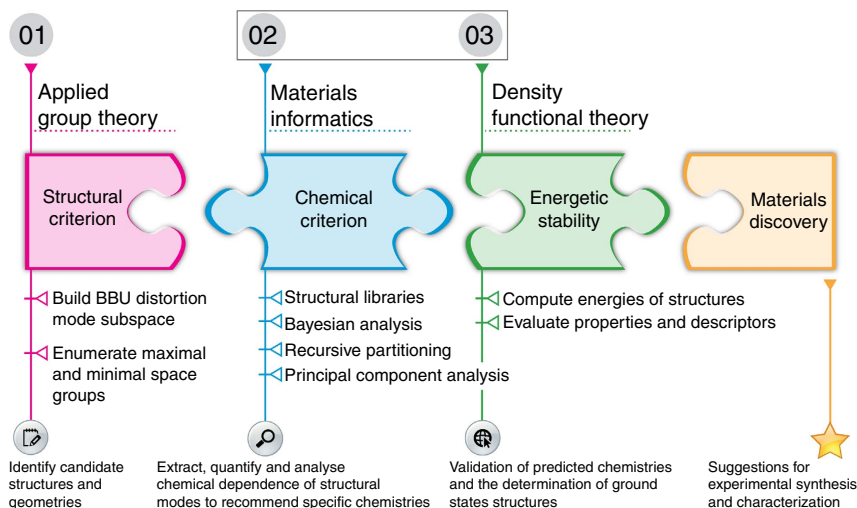 01
02
03
Applied
group theory
Materials
informatics
Density
functional theory
Structural
criterion
Chemical
criterion
Energetic
stability
Materials
discovery
Build BBU distortion
mode subspace
Enumerate maximal
and minimal space
groups
Structural libraries
Bayesian analysis
Recursive partitioning
Principal component analysis
Compute energies of structures
Evaluate properties and descriptors
Identify candidate
structures and
geometries
Extract, quantify and analyse
chemical dependence of structural
modes to recommend specific chemistries
Validation of predicted chemistries
and the determination of ground
states structures
Suggestions for
experimental synthesis
and characterization